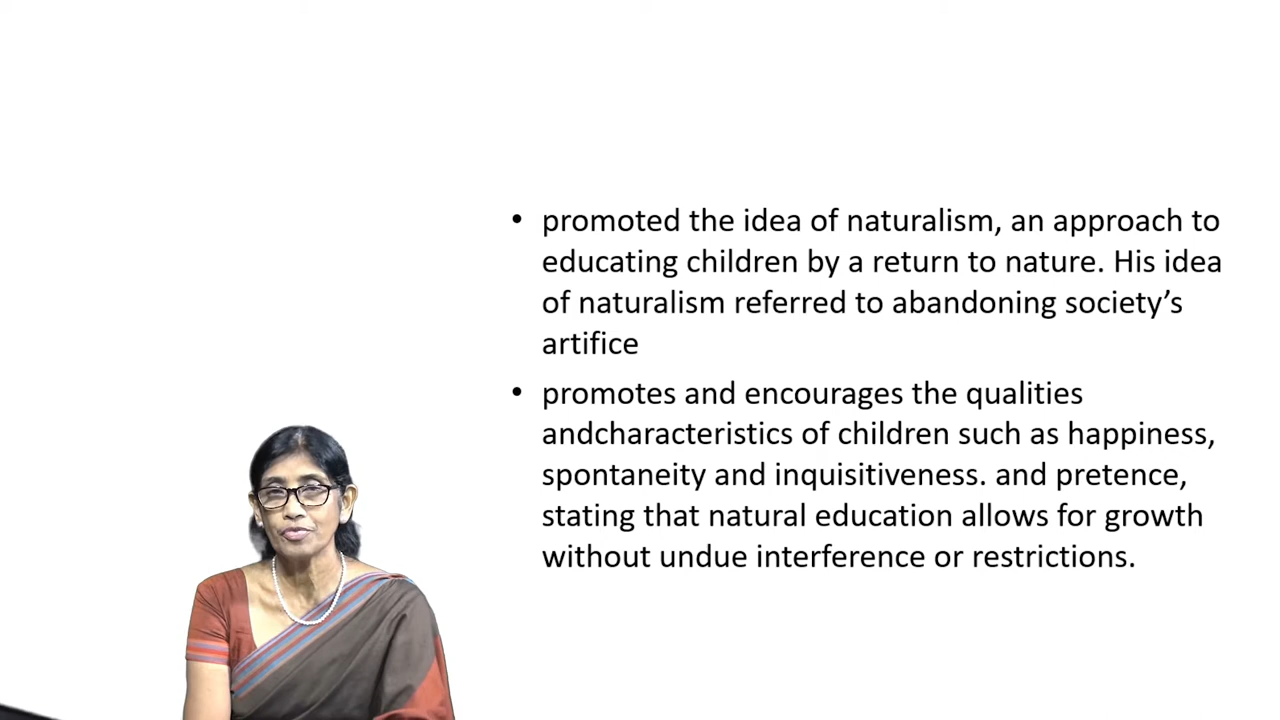 • promoted the idea of naturalism, an approach to
educating children by a return to nature. His idea
of naturalism referred to abandoning society’s
artifice
• promotes and encourages the qualities
andcharacteristics of children such as happiness,
spontaneity and inquisitiveness. and pretence,
stating that natural education allows for growth
without undue interference or restrictions.